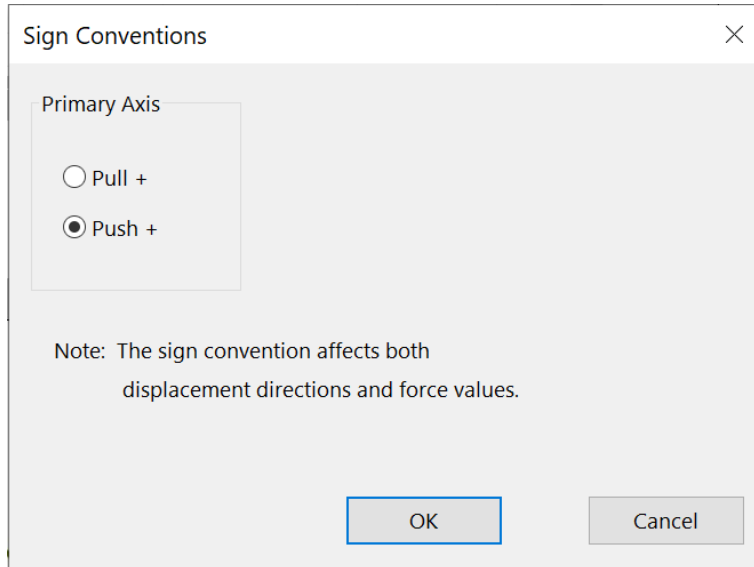 Sign Conventions
Primary Axis
Pull +
Push +
Note: The sign convention affects both
displacement directions and force values.
OK
Cancel